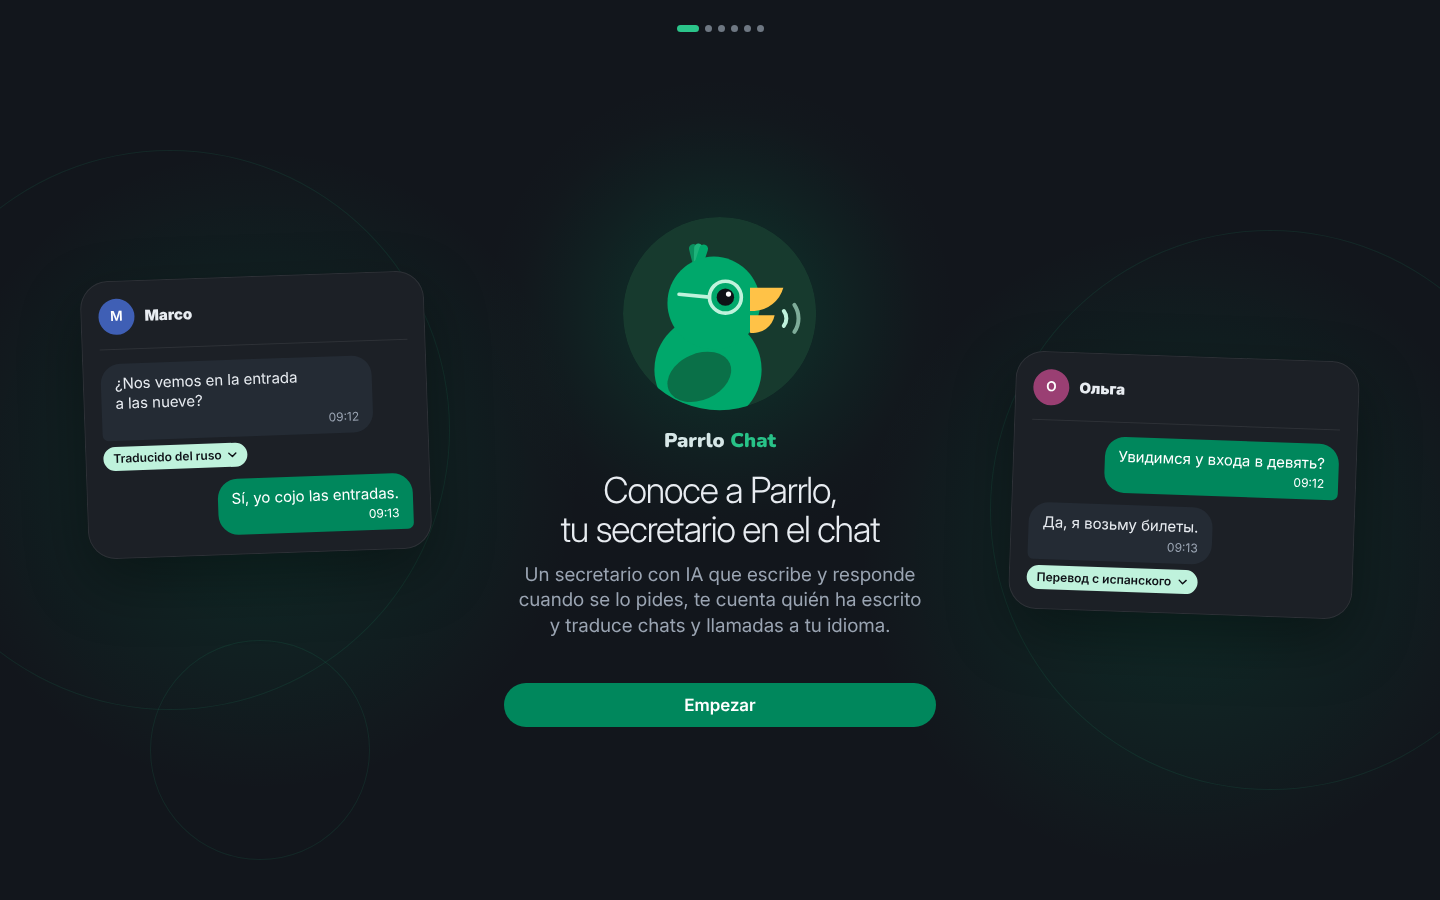 M
Marco
¿Nos vemos en la entrada
a las nueve?
09:12
Traducido del ruso
Sí, yo cojo las entradas.
09:13
Parrlo Chat
Conoce a Parrlo,
tu secretario en el chat
Un secretario con IA que escribe y responde
cuando se lo pides, te cuenta quién ha escrito
y traduce chats y llamadas a tu idioma.
Empezar
О
Ольга
Увидимся у входа в девять?
09:12
Да, я возьму билеты.
09:13
Перевод с испанского